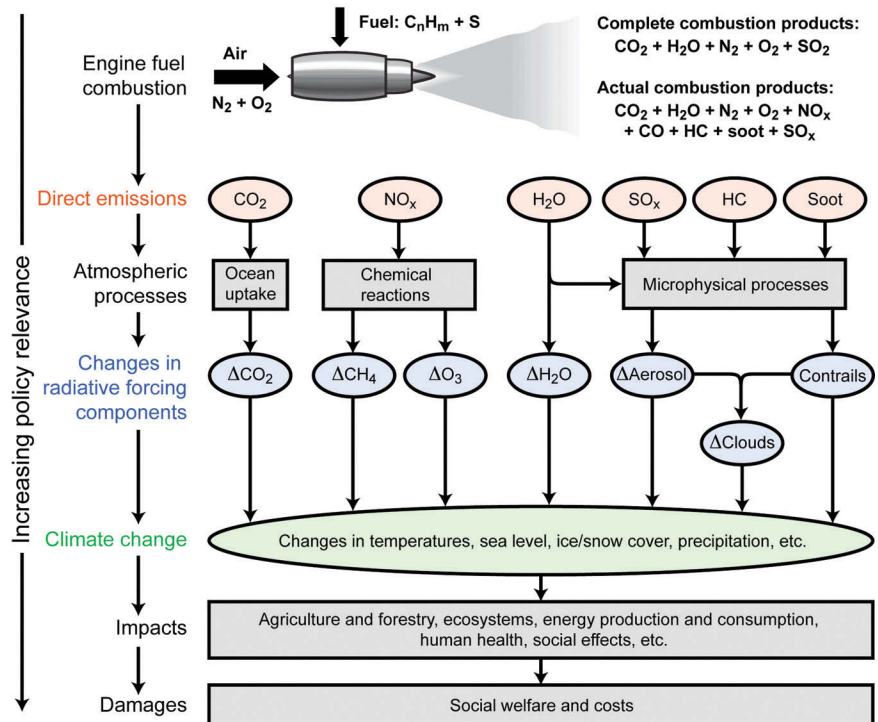 Fuel: CₙHₘ + S
Air
N₂ + O₂
Complete combustion products:
CO₂ + H₂O + N₂ + O₂ + SO₂
Actual combustion products:
CO₂ + H₂O + N₂ + O₂ + NOₓ
+ CO + HC + soot + SOₓ
Increasing policy relevance
Engine fuel
combustion
Direct emissions
CO₂
NOₓ
H₂O
SOₓ
HC
Soot
Atmospheric
processes
Ocean
uptake
Chemical
reactions
Microphysical processes
Changes in
radiative forcing
components
ΔCO₂
ΔCH₄
ΔO₃
ΔH₂O
ΔAerosol
Contrails
ΔClouds
Climate change
Changes in temperatures, sea level, ice/snow cover, precipitation, etc.
Impacts
Agriculture and forestry, ecosystems, energy production and consumption,
human health, social effects, etc.
Damages
Social welfare and costs